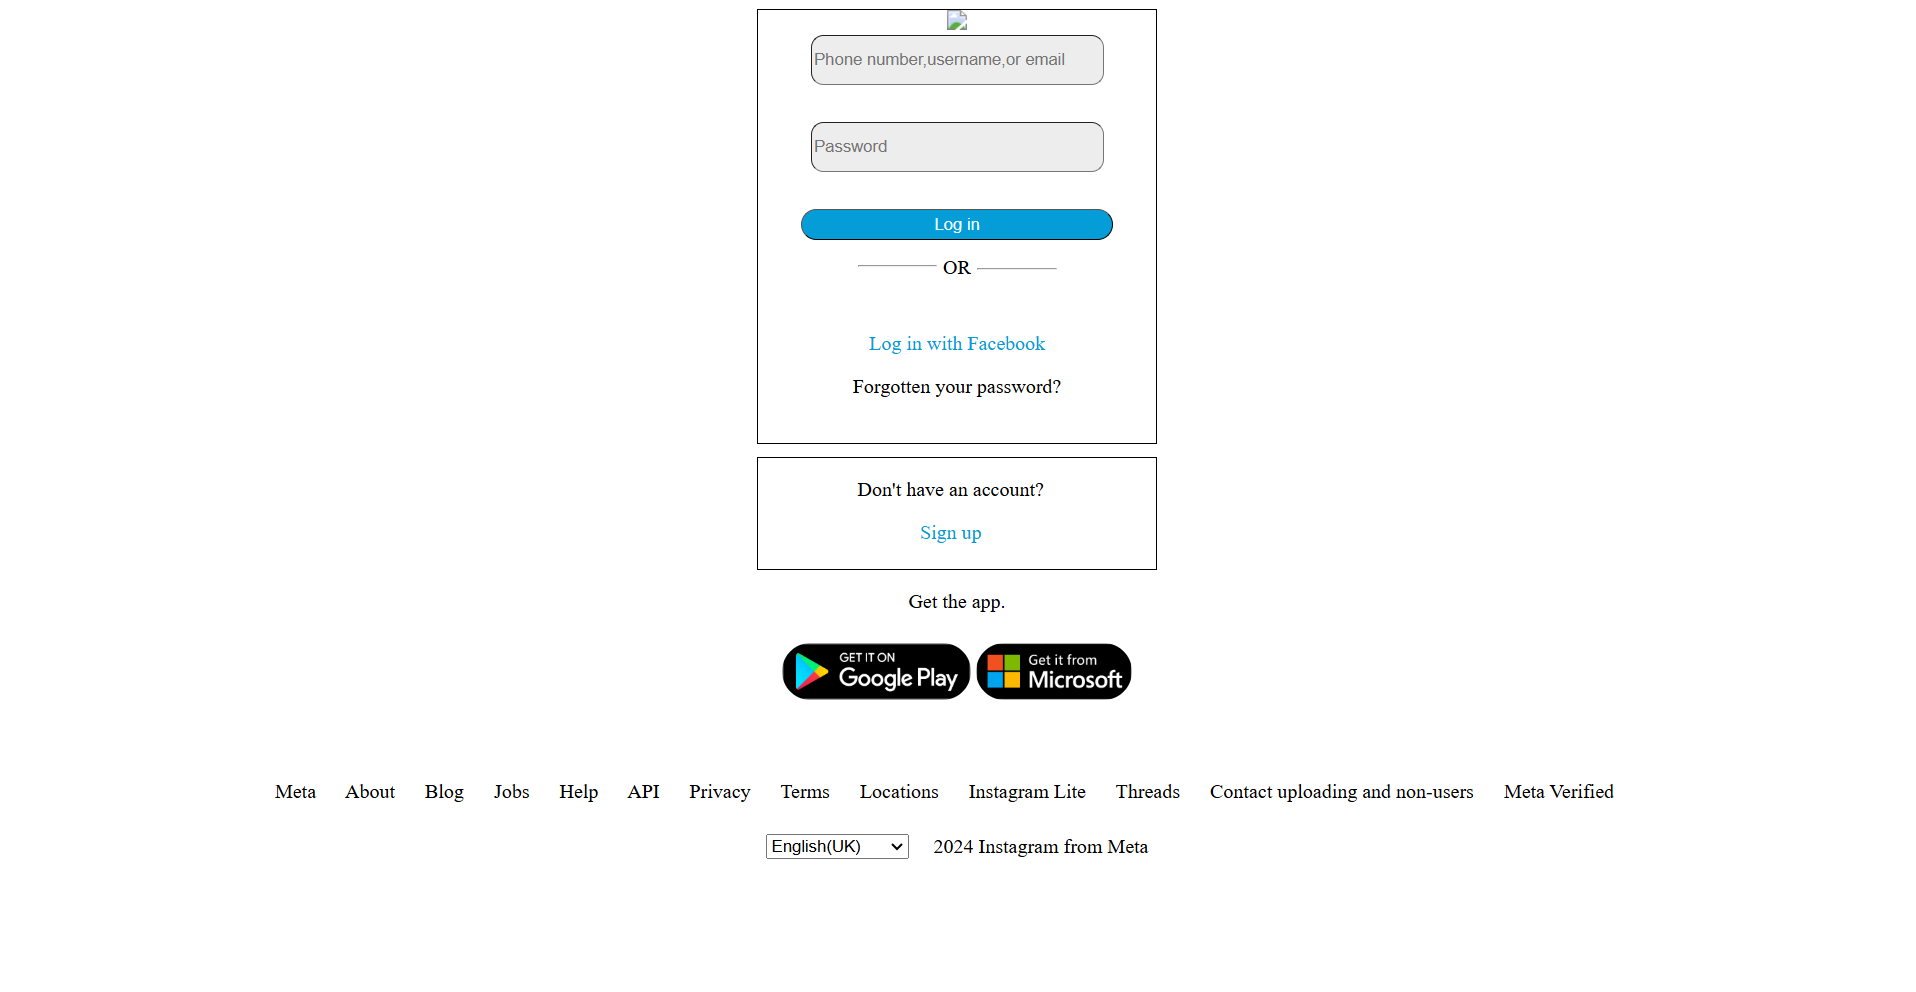 Phone number,username,or email
Password
Log in
OR
Log in with Facebook
Forgotten your password?
Don't have an account?
Sign up
Get the app.
GET IT ON
Google Play
Get it from
Microsoft
Meta About Blog Jobs Help API Privacy Terms Locations Instagram Lite Threads Contact uploading and non-users Meta Verified
English(UK) 2024 Instagram from Meta